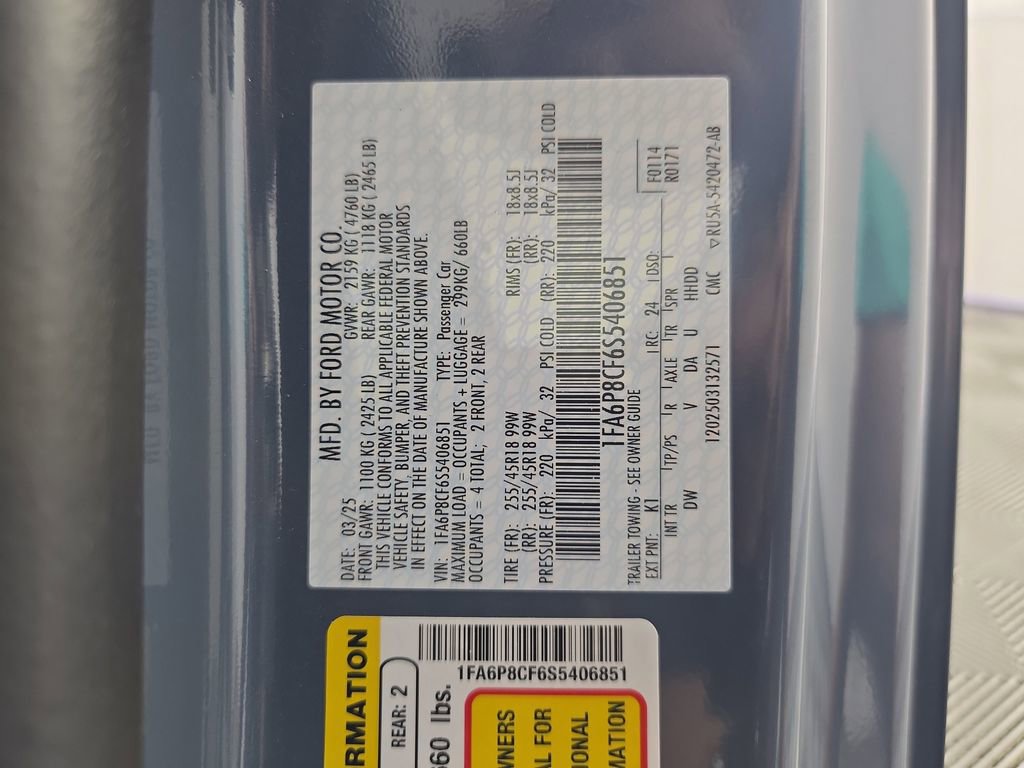 MFD. BY FORD MOTOR CO.
DATE: 03/25 GVWR: 2159 KG ( 4760 LB)
FRONT GAWR: 1100 KG ( 2425 LB) REAR GAWR: 1118 KG ( 2465 LB)
THIS VEHICLE CONFORMS TO ALL APPLICABLE FEDERAL MOTOR
VEHICLE SAFETY, BUMPER, AND THEFT PREVENTION STANDARDS
IN EFFECT ON THE DATE OF MANUFACTURE SHOWN ABOVE.
VIN: 1FA6P8CF6S5406851 TYPE: Passenger Car
MAXIMUM LOAD = OCCUPANTS + LUGGAGE = 299KG/ 660LB
OCCUPANTS = 4 TOTAL; 2 FRONT, 2 REAR
TIRE (FR): 255/45R18 99W RIMS (FR): 18x8.5J
(RR): 255/45R18 99W (RR): 18x8.5J
PRESSURE (FR): 220 kPa/ 32 PSI COLD (RR): 220 kPa/ 32 PSI COLD
1FA6P8CF6S5406851
TRAILER TOWING - SEE OWNER GUIDE
F0114
R0171
EXT PNT: K1 RC: 24 DSO:
INT TR TP/PS R AXLE TR SPR
DW V DA U HHDD
1202503132571 CMC ▽RU5A-5420472-AB
RMATION
REAR: 2
660 lbs.
1FA6P8CF6S5406851
WNERS
AL FOR
IONAL
MATION